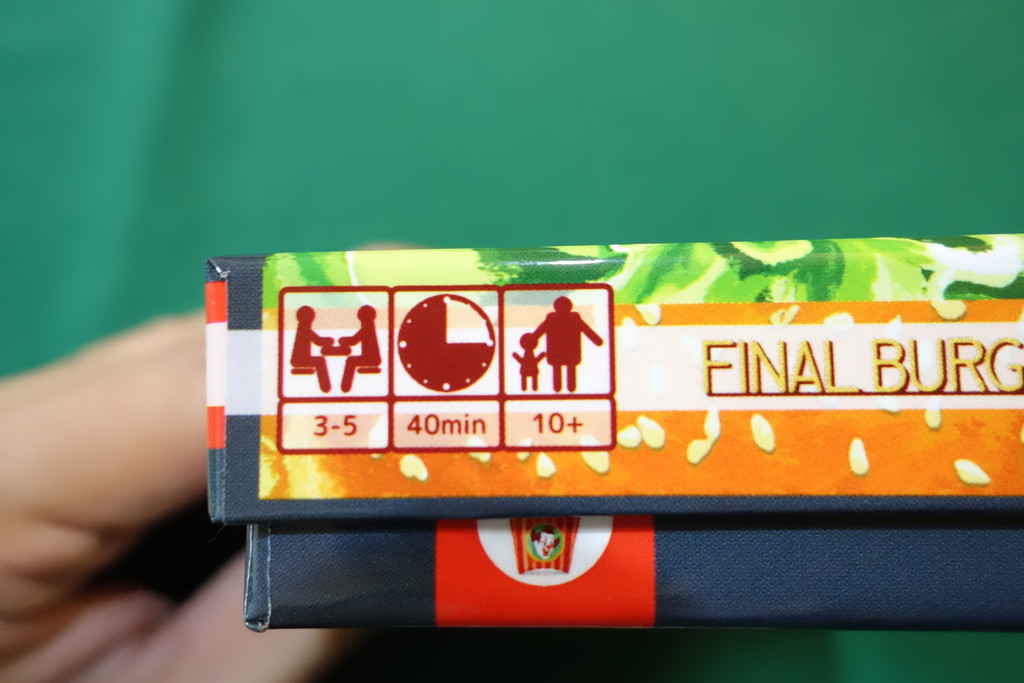 3-5
40min
10+
FINAL BURG